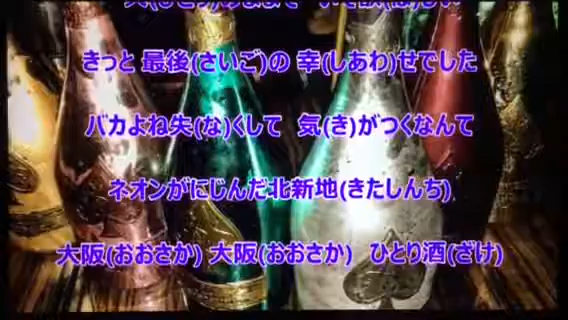 きっと 最後(さいご)の 幸(しあわ)せでした
バカよね失(な)くして 気(き)がつくなんて
ネオンがにじんだ北新地(きたしんち)
大阪(おおさか) 大阪(おおさか) ひとり酒(ざけ)